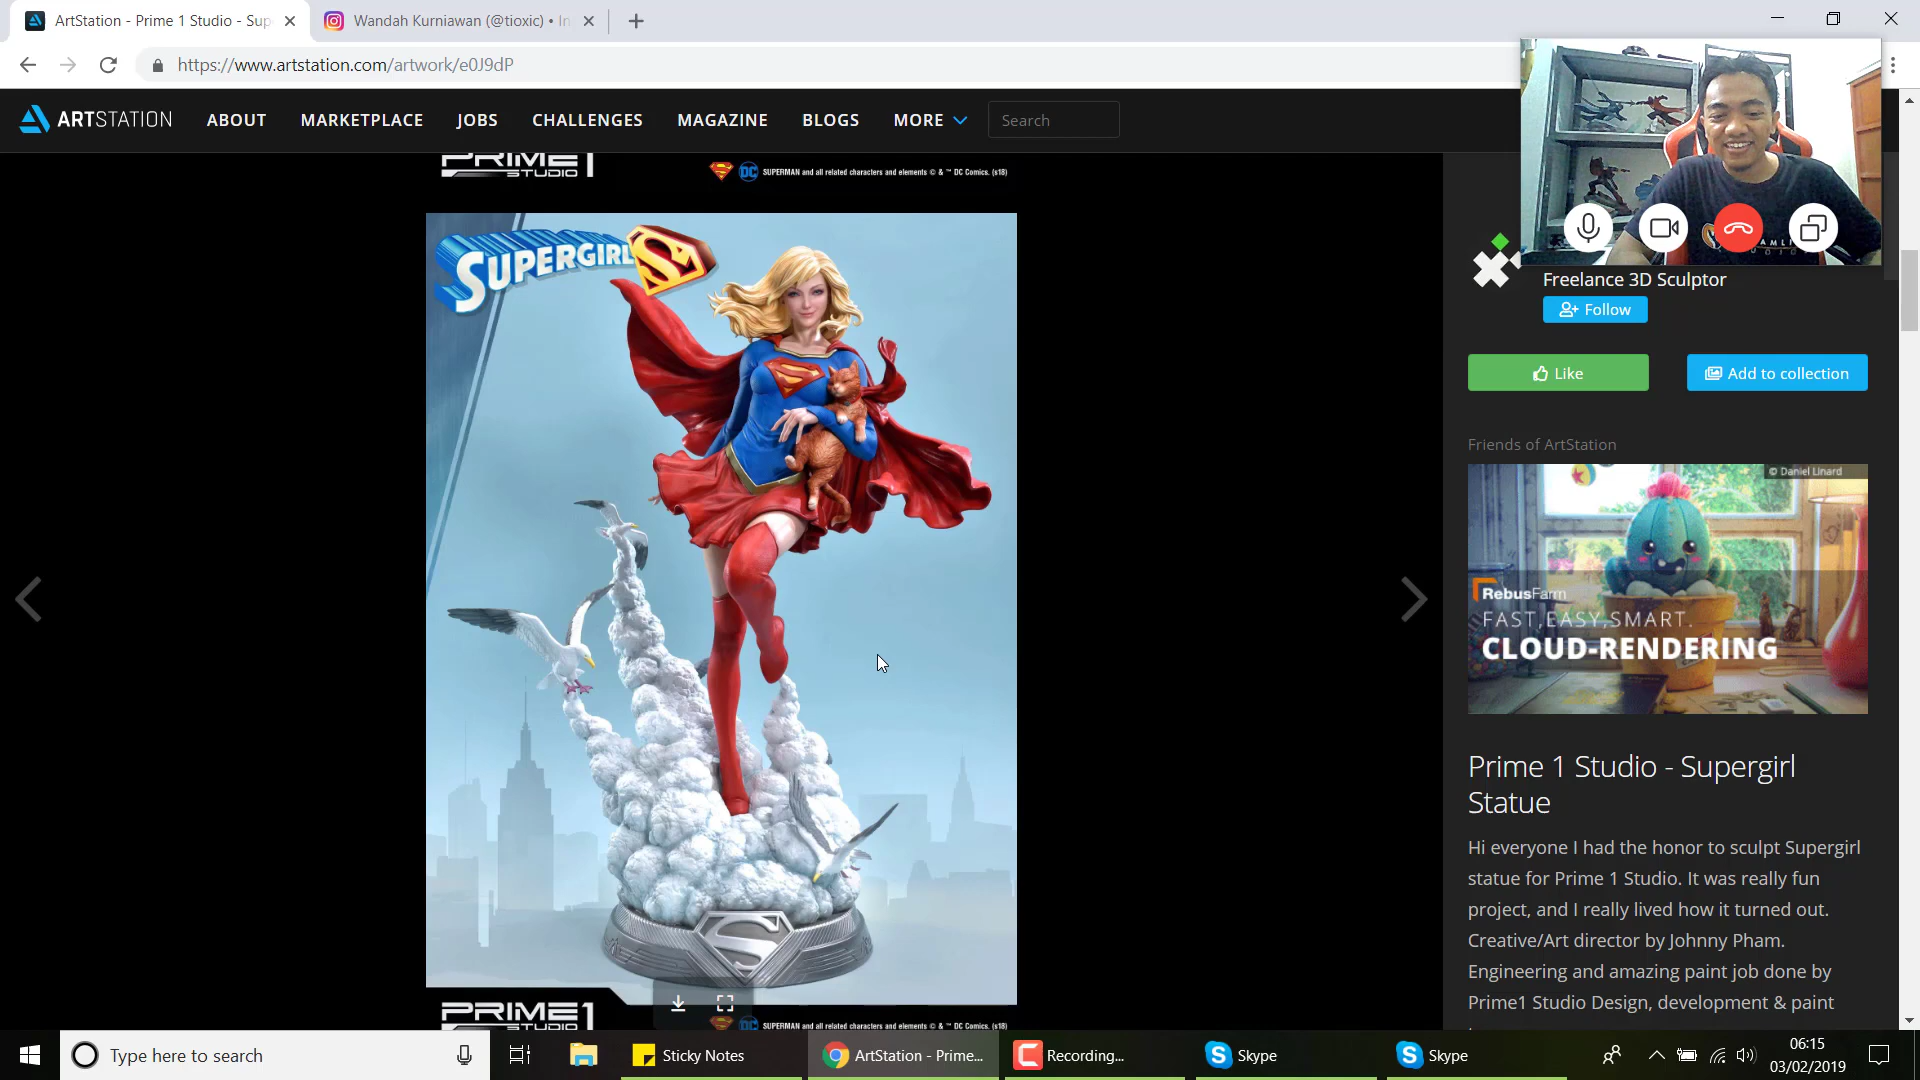 ArtStation - Prime 1 Studio - Sup
Wandah Kurniawan (@tioxic) • In
https://www.artstation.com/artwork/e0J9dP
ARTSTATION
ABOUT
MARKETPLACE
JOBS
CHALLENGES
MAGAZINE
BLOGS
MORE
Search
PRIME 1
STUDIO
DC
SUPERMAN and all related characters and elements © & ™ DC Comics. (s18)
SUPERGIRL
Freelance 3D Sculptor
Follow
Like
Add to collection
Friends of ArtStation
© Daniel Linard
RebusFarm
FAST,EASY,SMART.
CLOUD-RENDERING
Prime 1 Studio - Supergirl
Statue
Hi everyone I had the honor to sculpt Supergirl
statue for Prime 1 Studio. It was really fun
project, and I really lived how it turned out.
Creative/Art director by Johnny Pham.
Engineering and amazing paint job done by
Prime1 Studio Design, development & paint
PRIME 1
STUDIO
DC
SUPERMAN and all related characters and elements © & ™ DC Comics. (s18)
Type here to search
Sticky Notes
ArtStation - Prime...
Recording...
Skype
Skype
06:15
03/02/2019